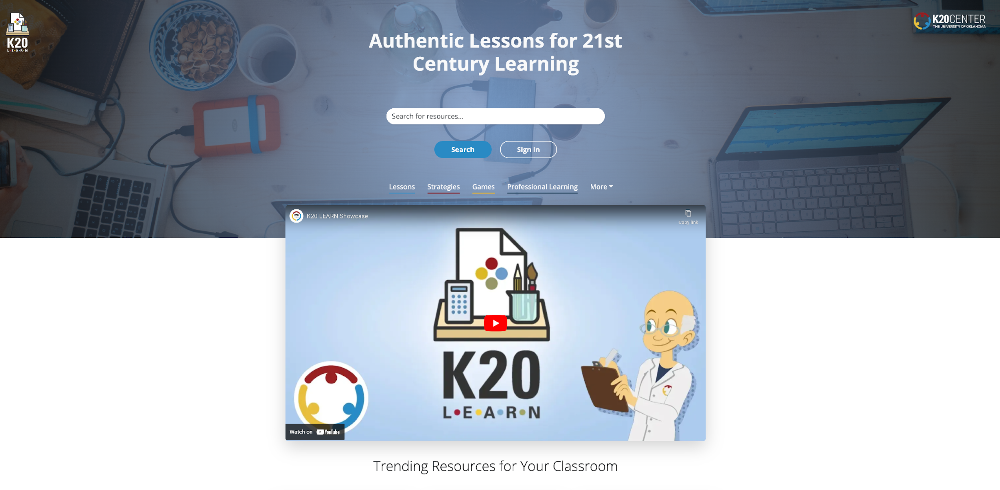 K20
L•E•A•R•N
K20CENTER
THE UNIVERSITY OF OKLAHOMA
Authentic Lessons for 21st
Century Learning
Search for resources...
Search
Sign In
Lessons
Strategies
Games
Professional Learning
More
K20 LEARN Showcase
Copy link
K20
L•E•A•R•N
Watch on YouTube
Trending Resources for Your Classroom